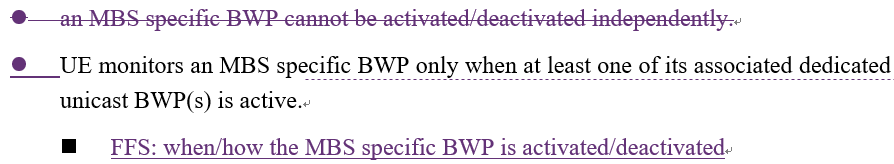 ● an MBS specific BWP cannot be activated/deactivated independently.↵
● UE monitors an MBS specific BWP only when at least one of its associated dedicated
unicast BWP(s) is active.↵
■ FFS: when/how the MBS specific BWP is activated/deactivated↵